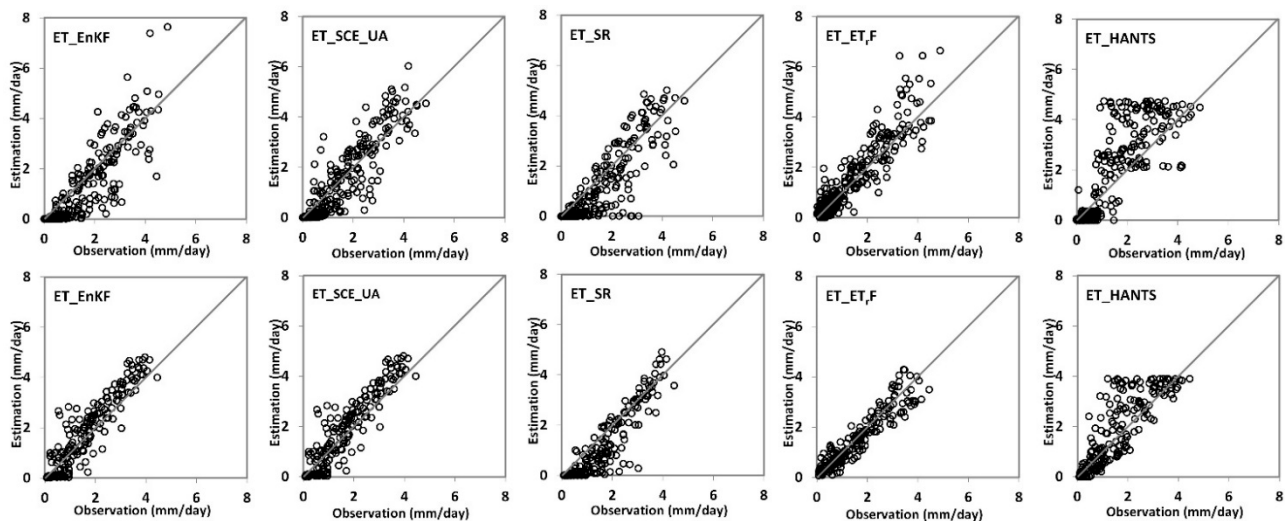 8
ET_EnKF
6
4
2
0
Estimation (mm/day)
0 2 4 6 8
Observation (mm/day)
8
ET_SCE_UA
6
4
2
0
Estimation (mm/day)
0 2 4 6 8
Observation (mm/day)
8
ET_SR
6
4
2
0
Estimation (mm/day)
0 2 4 6 8
Observation (mm/day)
8
ET_ETrF
6
4
2
0
Estimation (mm/day)
0 2 4 6 8
Observation (mm/day)
8
ET_HANTS
6
4
2
0
Estimation (mm/day)
0 2 4 6 8
Observation (mm/day)
8
ET_EnKF
6
4
2
0
Estimation (mm/day)
0 2 4 6 8
Observation (mm/day)
8
ET_SCE_UA
6
4
2
0
Estimation (mm/day)
0 2 4 6 8
Observation (mm/day)
8
ET_SR
6
4
2
0
Estimation (mm/day)
0 2 4 6 8
Observation (mm/day)
8
ET_ETrF
6
4
2
0
Estimation (mm/day)
0 2 4 6 8
Observation (mm/day)
8
ET_HANTS
6
4
2
0
Estimation (mm/day)
0 2 4 6 8
Observation (mm/day)